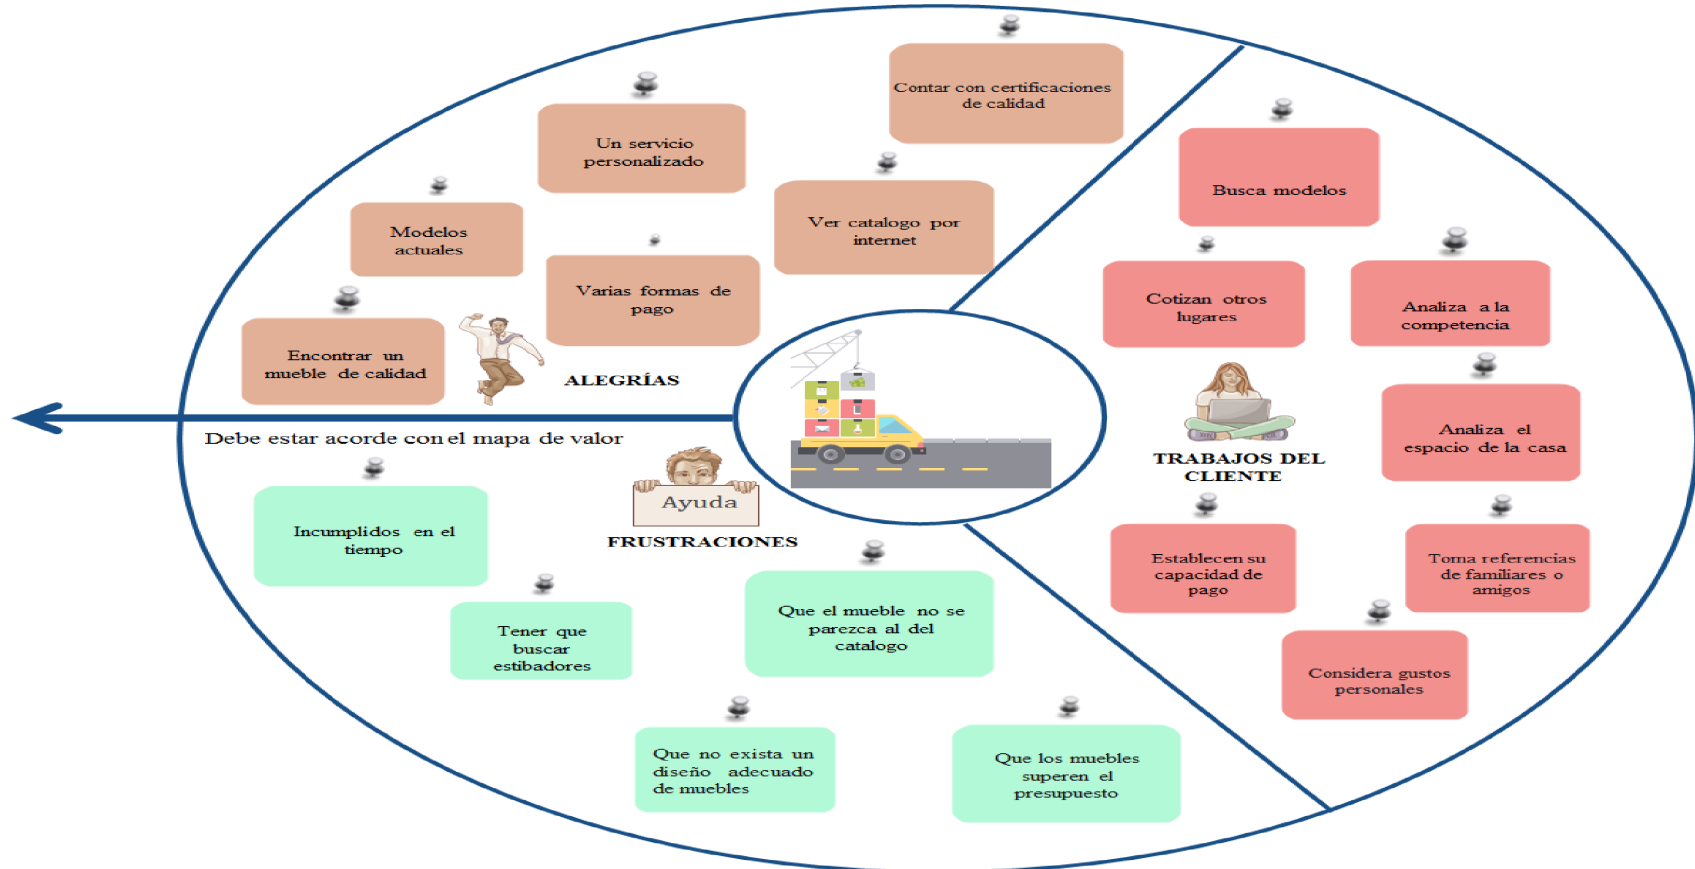 Contar con certificaciones
de calidad
Un servicio
personalizado
Ver catalogo por
internet
Modelos
actuales
Varias formas de
pago
Encontrar un
mueble de calidad
ALEGRÍAS
Debe estar acorde con el mapa de valor
Busca modelos
Cotizan otros
lugares
Analiza a la
competencia
Analiza el
espacio de la casa
TRABAJOS DEL
CLIENTE
Establecen su
capacidad de
pago
Toma referencias
de familiares o
amigos
Considera gustos
personales
Ayuda
FRUSTRACIONES
Incumplidos en el
tiempo
Tener que
buscar
estibadores
Que el mueble no se
parezca al del
catalogo
Que no exista un
diseño adecuado
de muebles
Que los muebles
superen el
presupuesto